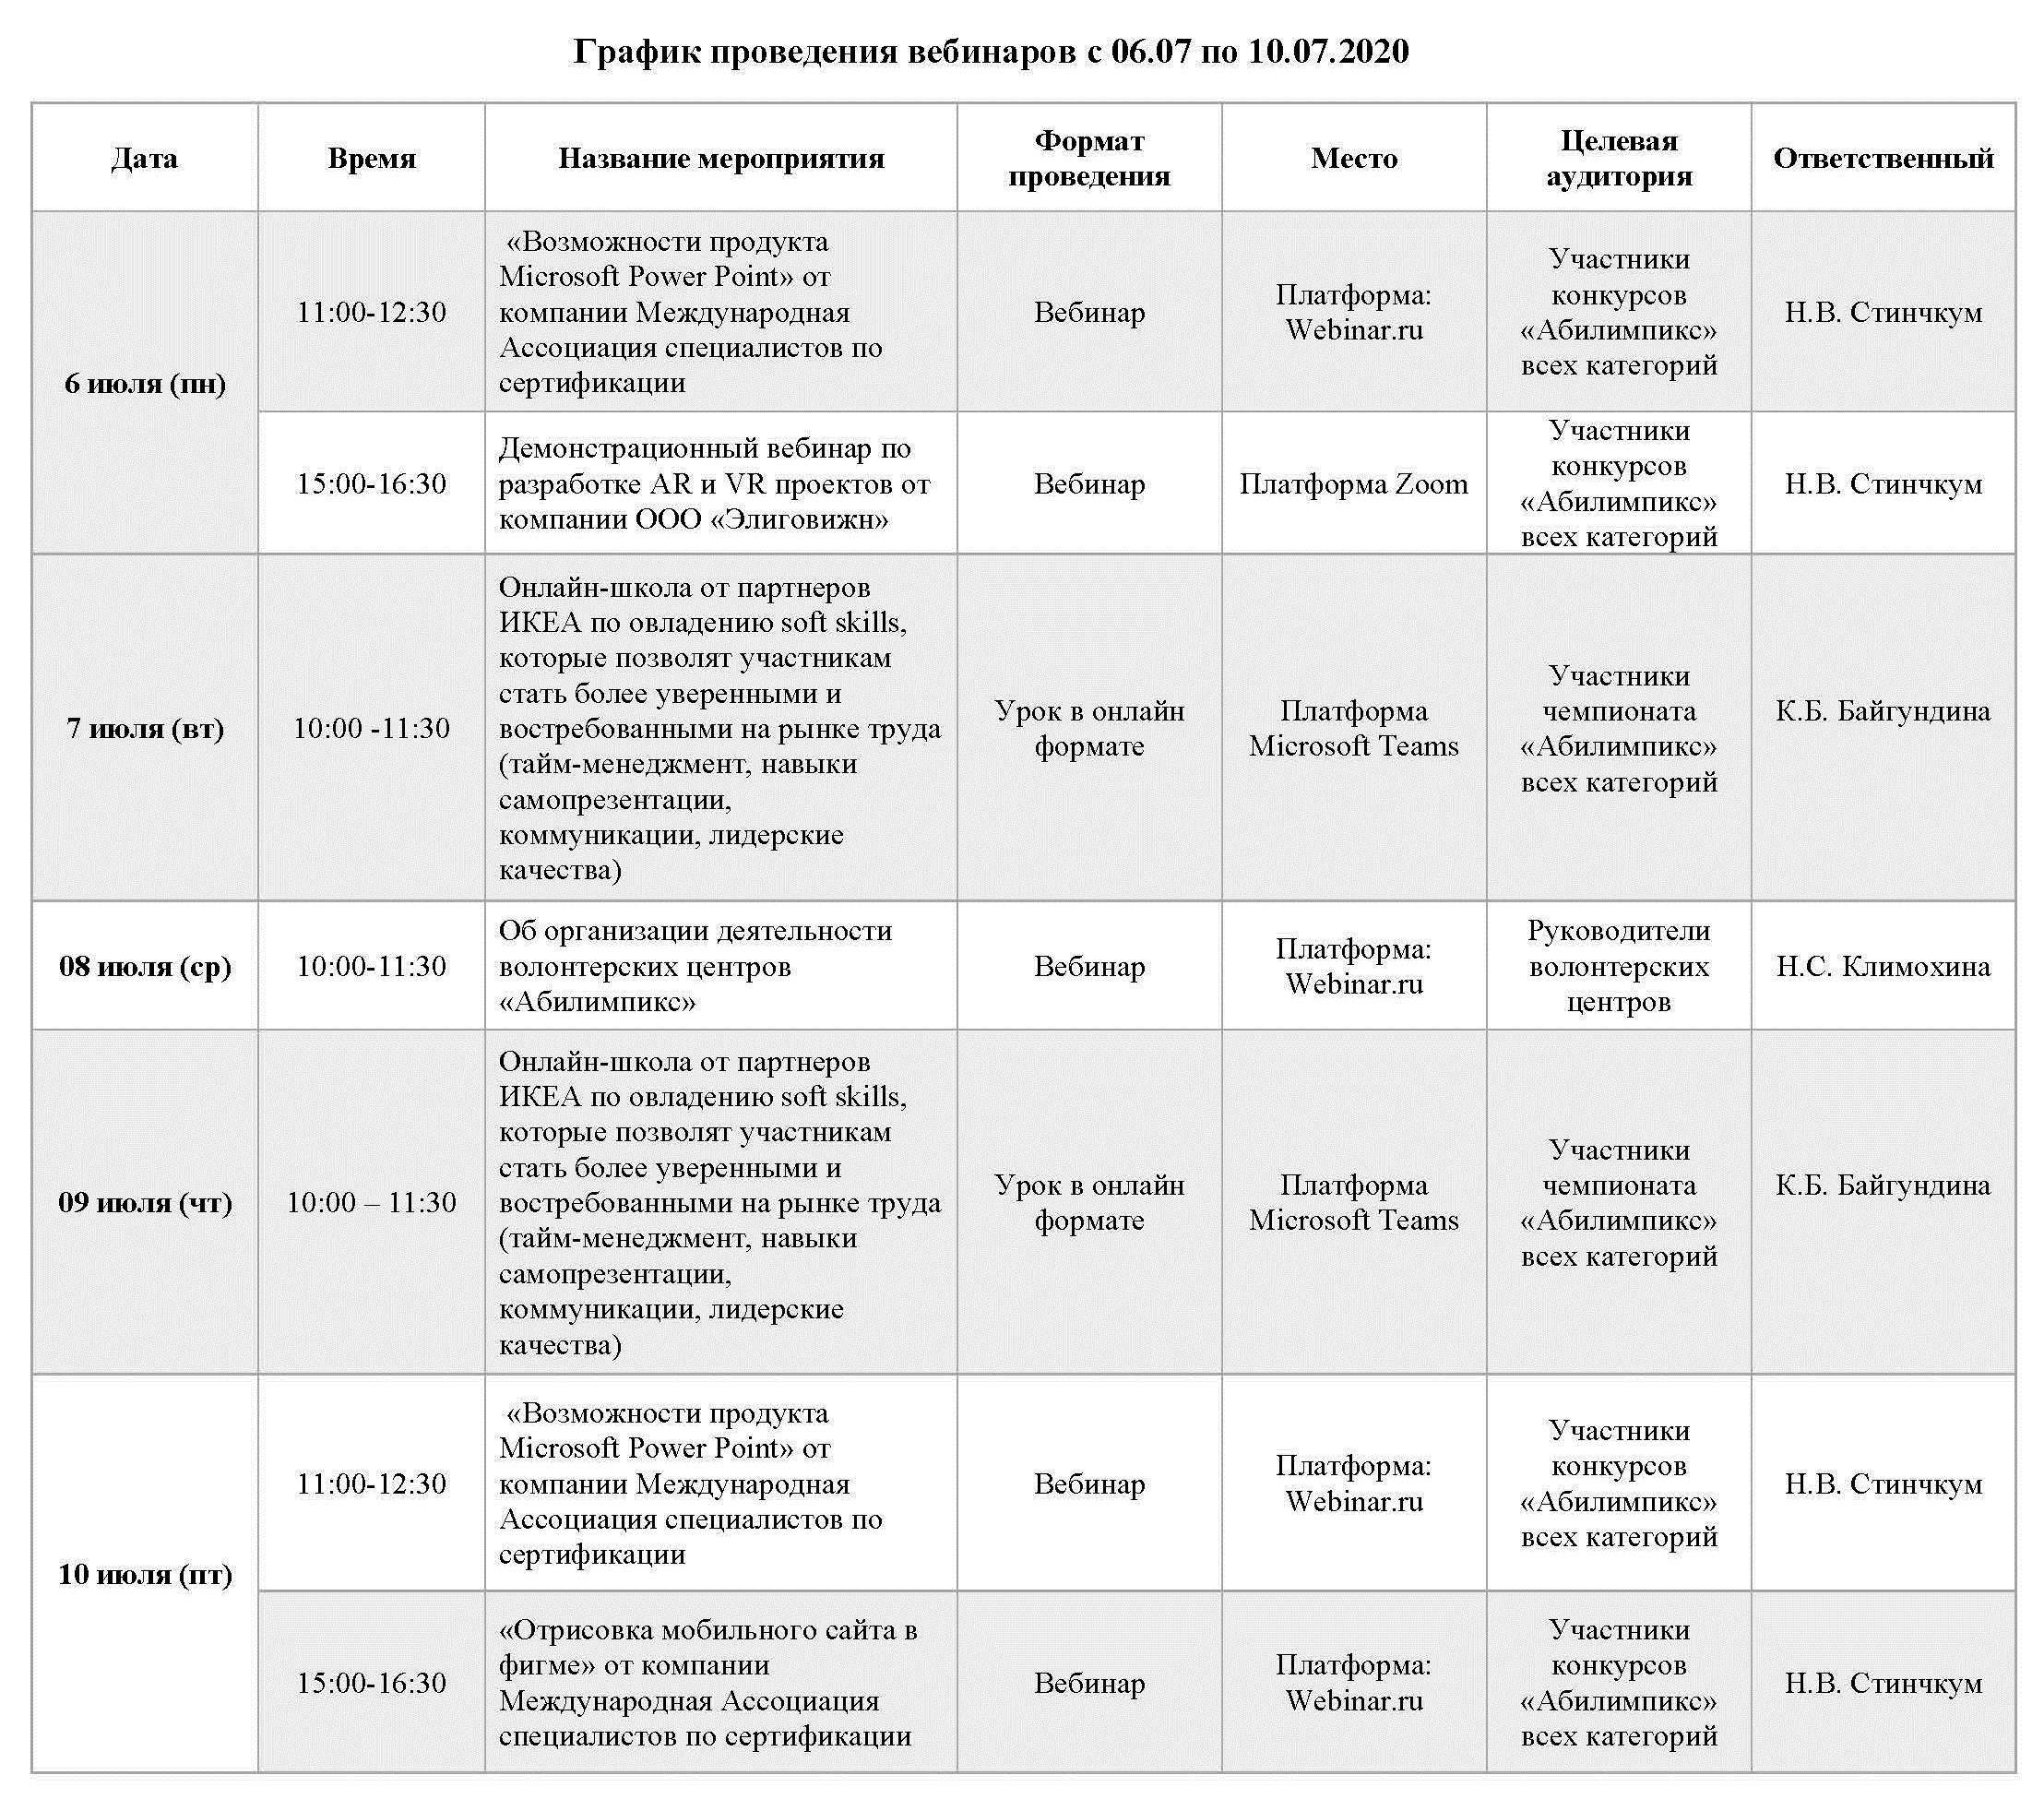 График проведения вебинаров с 06.07 по 10.07.2020
Дата
Время
Название мероприятия
Формат
проведения
Место
Целевая
аудитория
Ответственный
6 июля (пн)
11:00-12:30
«Возможности продукта
Microsoft Power Point» от
компании Международная
Ассоциация специалистов по
сертификации
Вебинар
Платформа:
Webinar.ru
Участники
конкурсов
«Абилимпикс»
всех категорий
Н.В. Стинчкум
15:00-16:30
Демонстрационный вебинар по
разработке AR и VR проектов от
компании ООО «Элиговижн»
Вебинар
Платформа Zoom
Участники
конкурсов
«Абилимпикс»
всех категорий
Н.В. Стинчкум
7 июля (вт)
10:00 -11:30
Онлайн-школа от партнеров
ИКЕА по овладению soft skills,
которые позволят участникам
стать более уверенными и
востребованными на рынке труда
(тайм-менеджмент, навыки
самопрезентации,
коммуникации, лидерские
качества)
Урок в онлайн
формате
Платформа
Microsoft Teams
Участники
чемпионата
«Абилимпикс»
всех категорий
К.Б. Байгундина
08 июля (ср)
10:00-11:30
Об организации деятельности
волонтерских центров
«Абилимпикс»
Вебинар
Платформа:
Webinar.ru
Руководители
волонтерских
центров
Н.С. Климохина
09 июля (чт)
10:00 – 11:30
Онлайн-школа от партнеров
ИКЕА по овладению soft skills,
которые позволят участникам
стать более уверенными и
востребованными на рынке труда
(тайм-менеджмент, навыки
самопрезентации,
коммуникации, лидерские
качества)
Урок в онлайн
формате
Платформа
Microsoft Teams
Участники
чемпионата
«Абилимпикс»
всех категорий
К.Б. Байгундина
10 июля (пт)
11:00-12:30
«Возможности продукта
Microsoft Power Point» от
компании Международная
Ассоциация специалистов по
сертификации
Вебинар
Платформа:
Webinar.ru
Участники
конкурсов
«Абилимпикс»
всех категорий
Н.В. Стинчкум
15:00-16:30
«Отрисовка мобильного сайта в
фигме» от компании
Международная Ассоциация
специалистов по сертификации
Вебинар
Платформа:
Webinar.ru
Участники
конкурсов
«Абилимпикс»
всех категорий
Н.В. Стинчкум